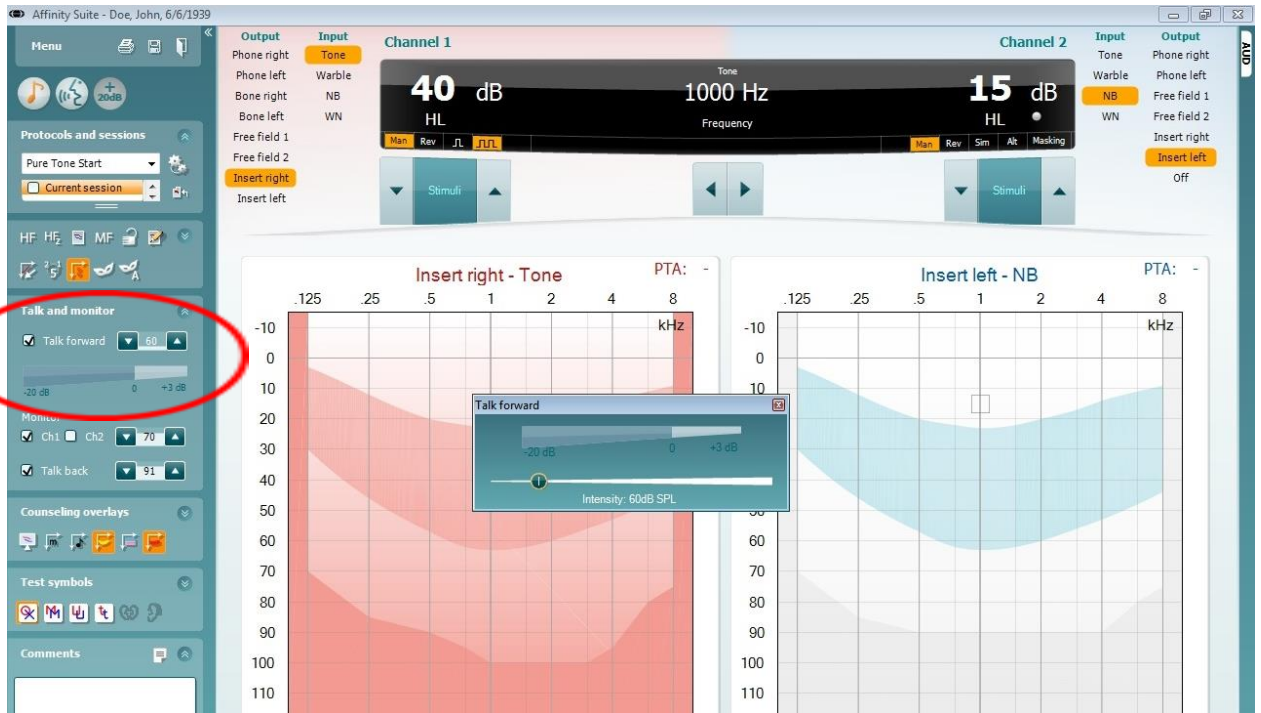 Affinity Suite - Doe, John, 6/6/1939
Menu
+20dB
Protocols and sessions
Pure Tone Start
Current session
HF HF2 MF
Talk and monitor
Talk forward 60
-20 dB 0 +3 dB
Monitor
Ch1 Ch2 70
Talk back 91
Counseling overlays
Test symbols
Comments
Output
Phone right
Phone left
Bone right
Bone left
Free field 1
Free field 2
Insert right
Insert left
Input
Tone
Warble
NB
WN
Channel 1
Channel 2
40 dB
HL
Man Rev
Tone
1000 Hz
Frequency
15 dB
HL
Man Rev Sim Alt Masking
Stimuli
Stimuli
Input
Tone
Warble
NB
WN
Output
Phone right
Phone left
Free field 1
Free field 2
Insert right
Insert left
Off
AUD
Insert right - Tone
PTA: -
.125 .25 .5 1 2 4 8
kHz
-10
0
10
20
30
40
50
60
70
80
90
100
110
Talk forward
-20 dB 0 +3 dB
Intensity: 60dB SPL
Insert left - NB
PTA: -
.125 .25 .5 1 2 4 8
kHz
-10
0
10
50
60
70
80
90
100
110